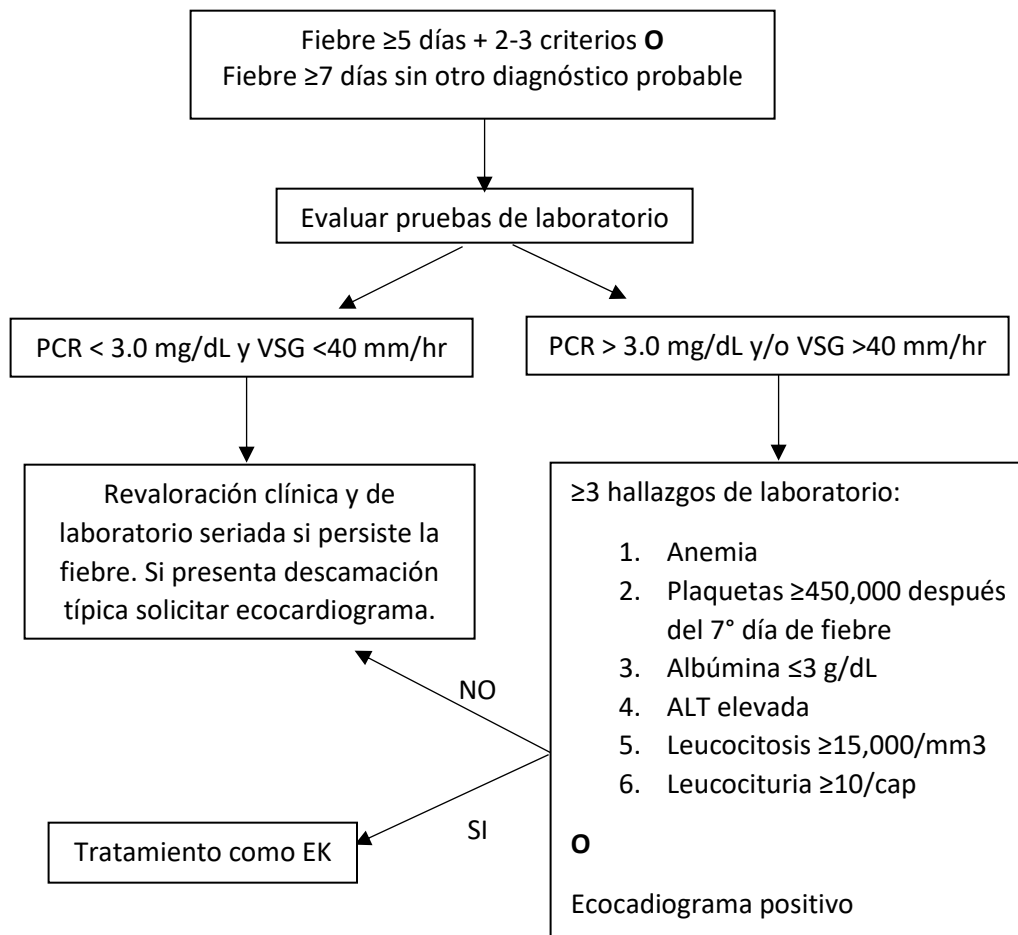 Fiebre ≥5 días + 2-3 criterios O
Fiebre ≥7 días sin otro diagnóstico probable
Evaluar pruebas de laboratorio
PCR < 3.0 mg/dL y VSG <40 mm/hr
PCR > 3.0 mg/dL y/o VSG >40 mm/hr
Revaloración clínica y de
laboratorio seriada si persiste la
fiebre. Si presenta descamación
típica solicitar ecocardiograma.
≥3 hallazgos de laboratorio:
1. Anemia
2. Plaquetas ≥450,000 después
del 7° día de fiebre
3. Albúmina ≤3 g/dL
4. ALT elevada
5. Leucocitosis ≥15,000/mm3
6. Leucocituria ≥10/cap
O
Ecocadiograma positivo
NO
SI
Tratamiento como EK